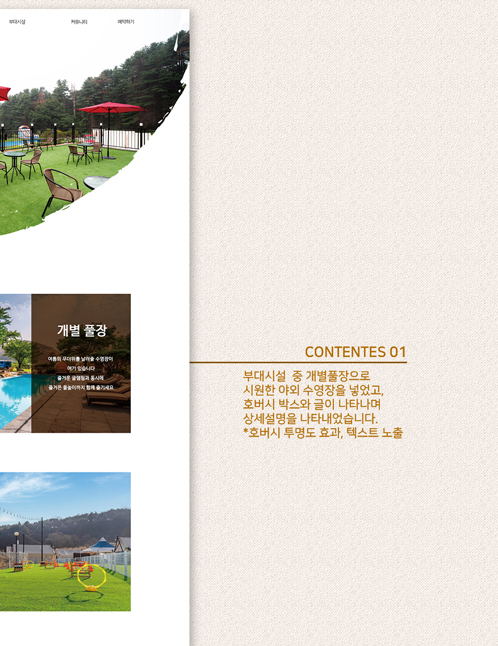 부대시설 커뮤니티 예약하기
개별 풀장
여름의 무더위를 날려줄 수영장이
여기 있습니다
즐거운 글램핑과 동시에
즐거운 물놀이까지 함께 즐기세요
CONTENTES 01
부대시설 중 개별풀장으로
시원한 야외 수영장을 넣었고,
호버시 박스와 글이 나타나며
상세설명을 나타내었습니다.
*호버시 투명도 효과, 텍스트 노출